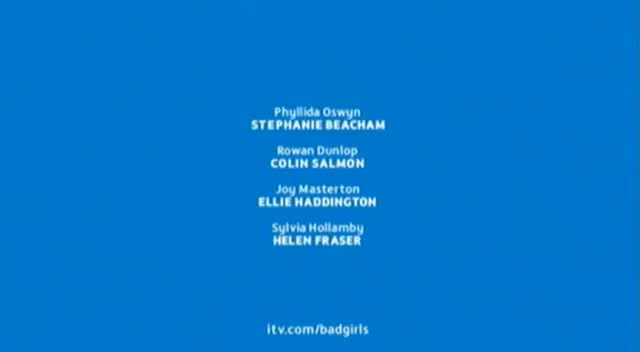 Phyllida Oswyn
STEPHANIE BEACHAM
Rowan Dunlop
COLIN SALMON
Joy Masterton
ELLIE HADDINGTON
Sylvia Hollamby
HELEN FRASER
itv.com/badgirls